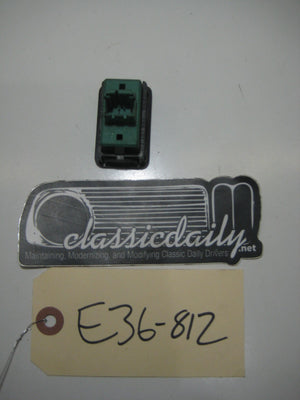 classicdaily.net
Maintaining, Modernizing, and Modifying Classic Daily Drivers
E36-812